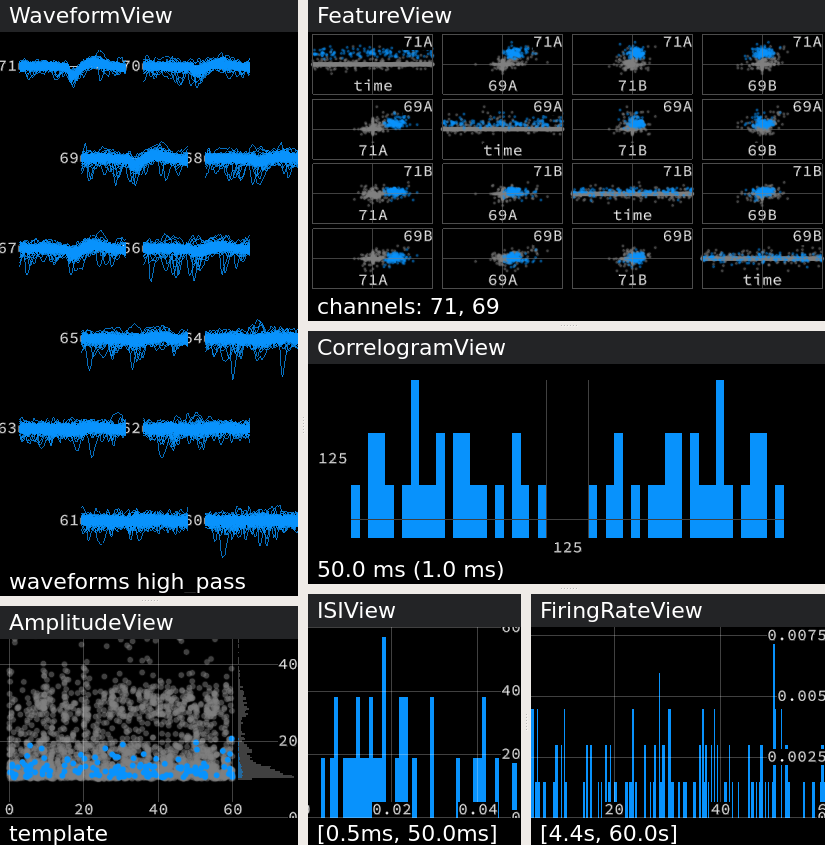 WaveformView
71 70
69 68
67 66
65 64
63 62
61 60
waveforms high_pass
AmplitudeView
40
20
0
0 20 40 60
template
FeatureView
71A 71A 71A 71A
time 69A 71B 69B
69A 69A 69A 69A
71A time 71B 69B
71B 71B 71B 71B
71A 69A time 69B
69B 69B 69B 69B
71A 69A 71B time
channels: 71, 69
CorrelogramView
125
125
50.0 ms (1.0 ms)
ISIView
60
40
20
0
0.02 0.04
[0.5ms, 50.0ms]
FiringRateView
0.0075
0.005
0.0025
20 40
[4.4s, 60.0s]